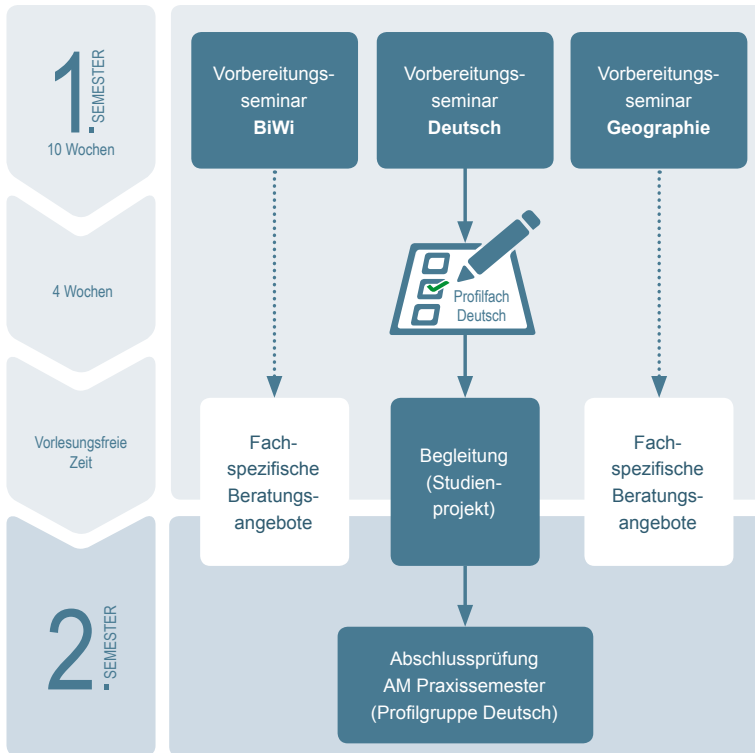 1. SEMESTER
10 Wochen
Vorbereitungs-
seminar
BiWi
Vorbereitungs-
seminar
Deutsch
Vorbereitungs-
seminar
Geographie
4 Wochen
Profilfach
Deutsch
Vorlesungsfreie
Zeit
Fach-
spezifische
Beratungs-
angebote
Begleitung
(Studien-
projekt)
Fach-
spezifische
Beratungs-
angebote
2. SEMESTER
Abschlussprüfung
AM Praxissemester
(Profilgruppe Deutsch)